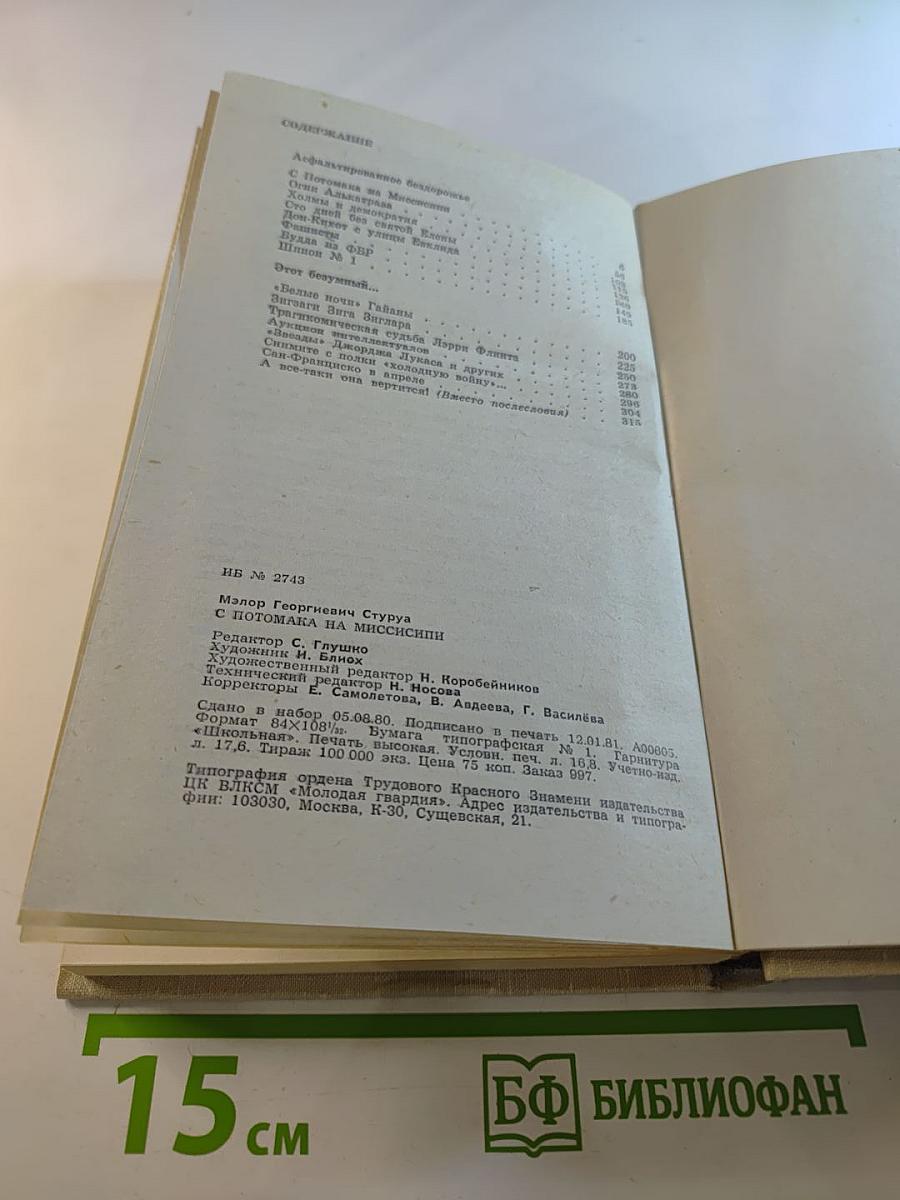 СОДЕРЖАНИЕ
Асфальтированное бездорожье
С Потомака на Миссисипи
Огни Алькатраза
Холмы и демократия
Сто дней без святой Елены
Дон-Кихот с улицы Евклида
Фашисты
Будда из ФБР
Шпион № 1
Этот безумный...
«Белые ночи» Гайаны . . . 200
Зигзаги Зига Зиглара . . . 225
Трагикомическая судьба Лэрри Флинта . . . 250
Аукцион интеллектуалов . . . 273
«Звезды» Джорджа Лукаса и других . . . 280
Снимите с полки «холодную войну»... . . . 296
Сан-Франциско в апреле . . . 304
А все-таки она вертится! (Вместо послесловия) . . . 315
ИБ № 2743
Мэлор Георгиевич Стуруа
С ПОТОМАКА НА МИССИСИПИ
Редактор С. Глушко
Художник И. Блиох
Художественный редактор Н. Коробейников
Технический редактор Н. Носова
Корректоры Е. Самолетова, В. Авдеева, Г. Василёва
Сдано в набор 05.08.80. Подписано в печать 12.01.81. А00805.
Формат 84×108¹/₃₂. Бумага типографская № 1. Гарнитура
«Школьная». Печать высокая. Условн. печ. л. 16,8. Учетно-изд.
л. 17,6. Тираж 100 000 экз. Цена 75 коп. Заказ 997.
Типография ордена Трудового Красного Знамени издательства
ЦК ВЛКСМ «Молодая гвардия». Адрес издательства и типогра-
фии: 103030, Москва, К-30, Сущевская, 21.
15 см
БФ БИБЛИОФАН